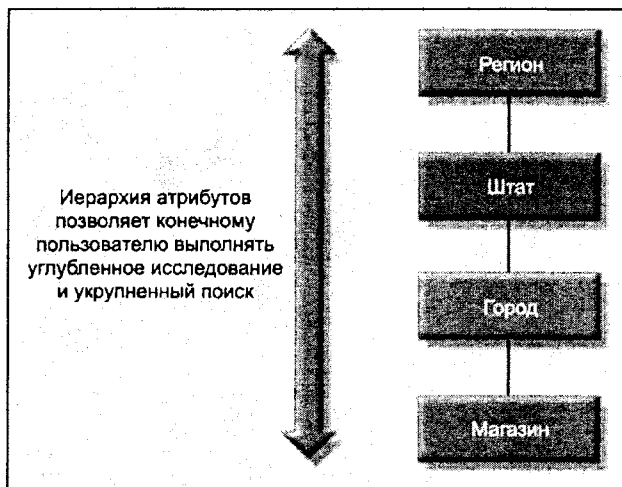 Регион
Штат
Иерархия атрибутов
позволяет конечному
пользователю выполнять
углубленное исследование
и укрупненный поиск
Город
Магазин